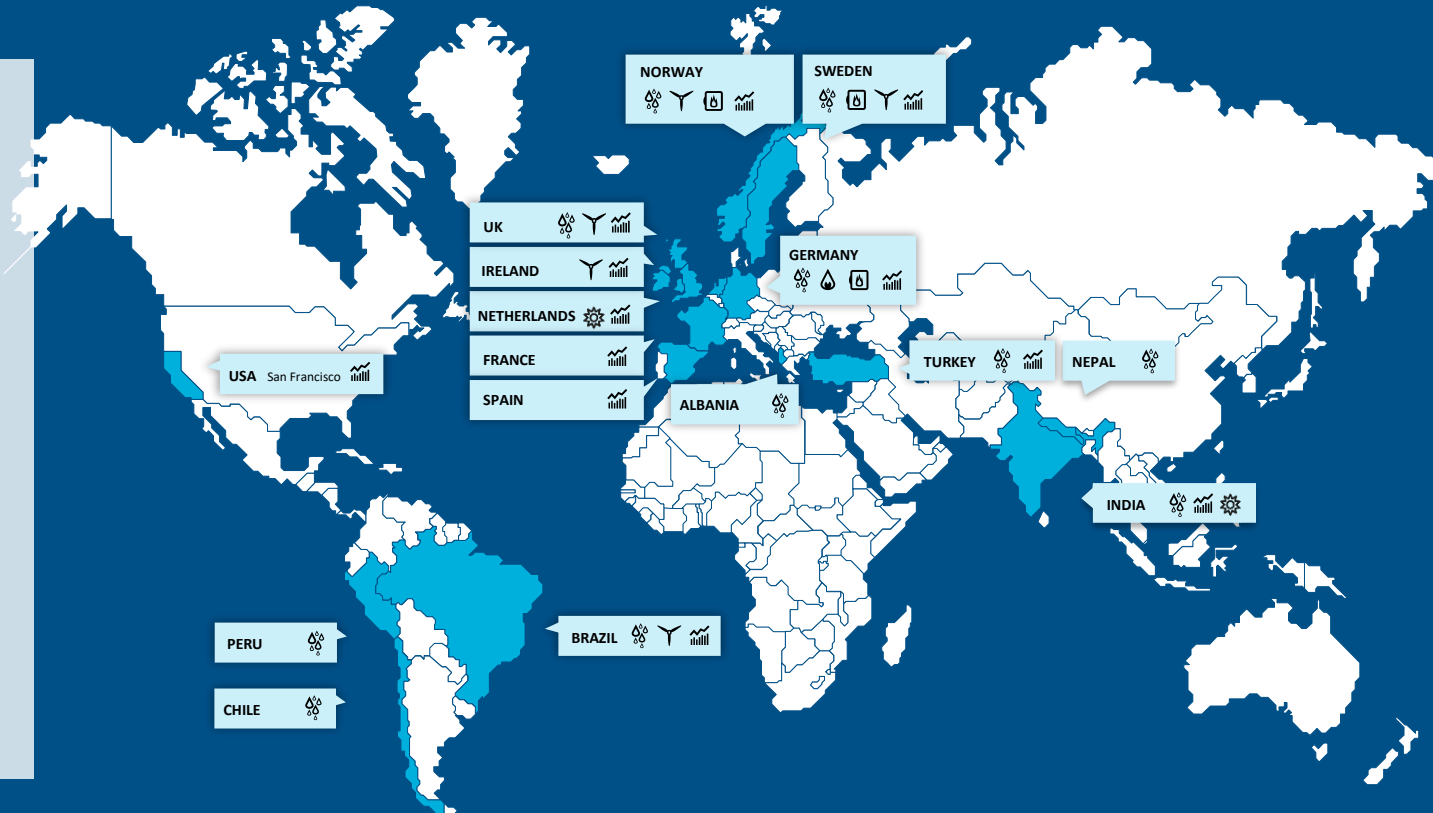 NORWAY
SWEDEN
UK
IRELAND
NETHERLANDS
FRANCE
SPAIN
GERMANY
USA San Francisco
ALBANIA
TURKEY
NEPAL
INDIA
PERU
BRAZIL
CHILE